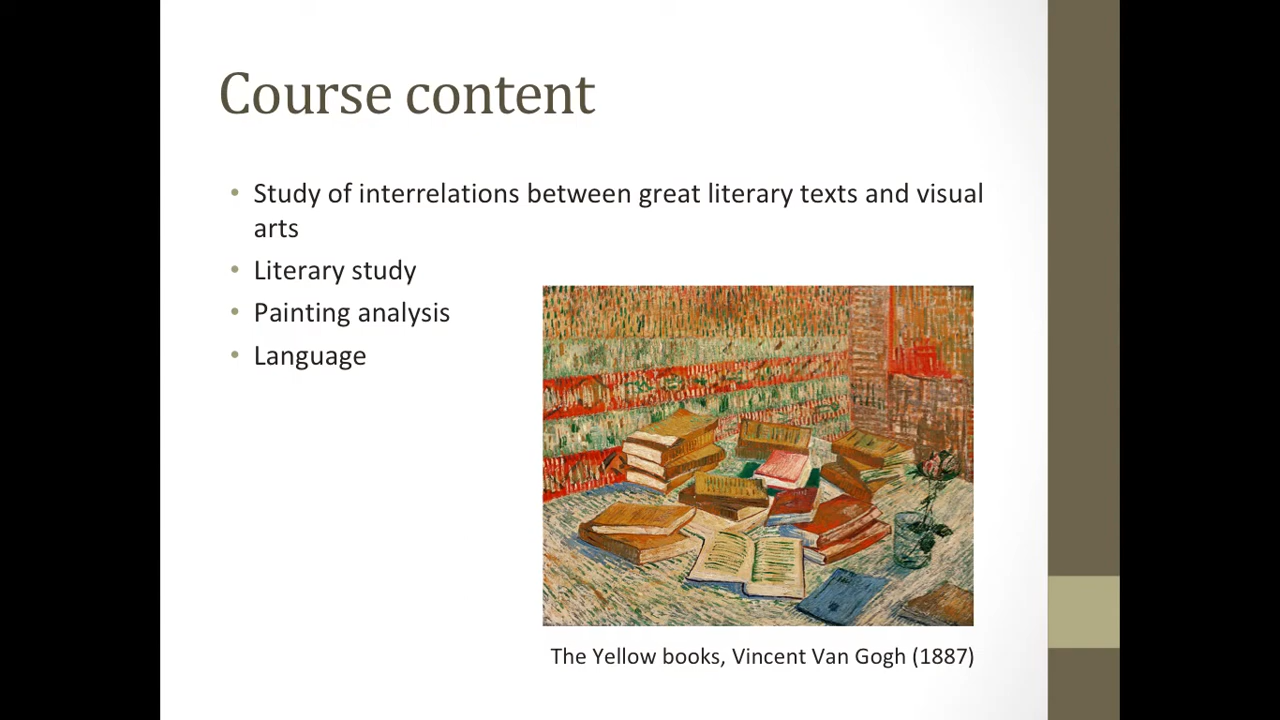 Course content
• Study of interrelations between great literary texts and visual
arts
• Literary study
• Painting analysis
• Language
The Yellow books, Vincent Van Gogh (1887)